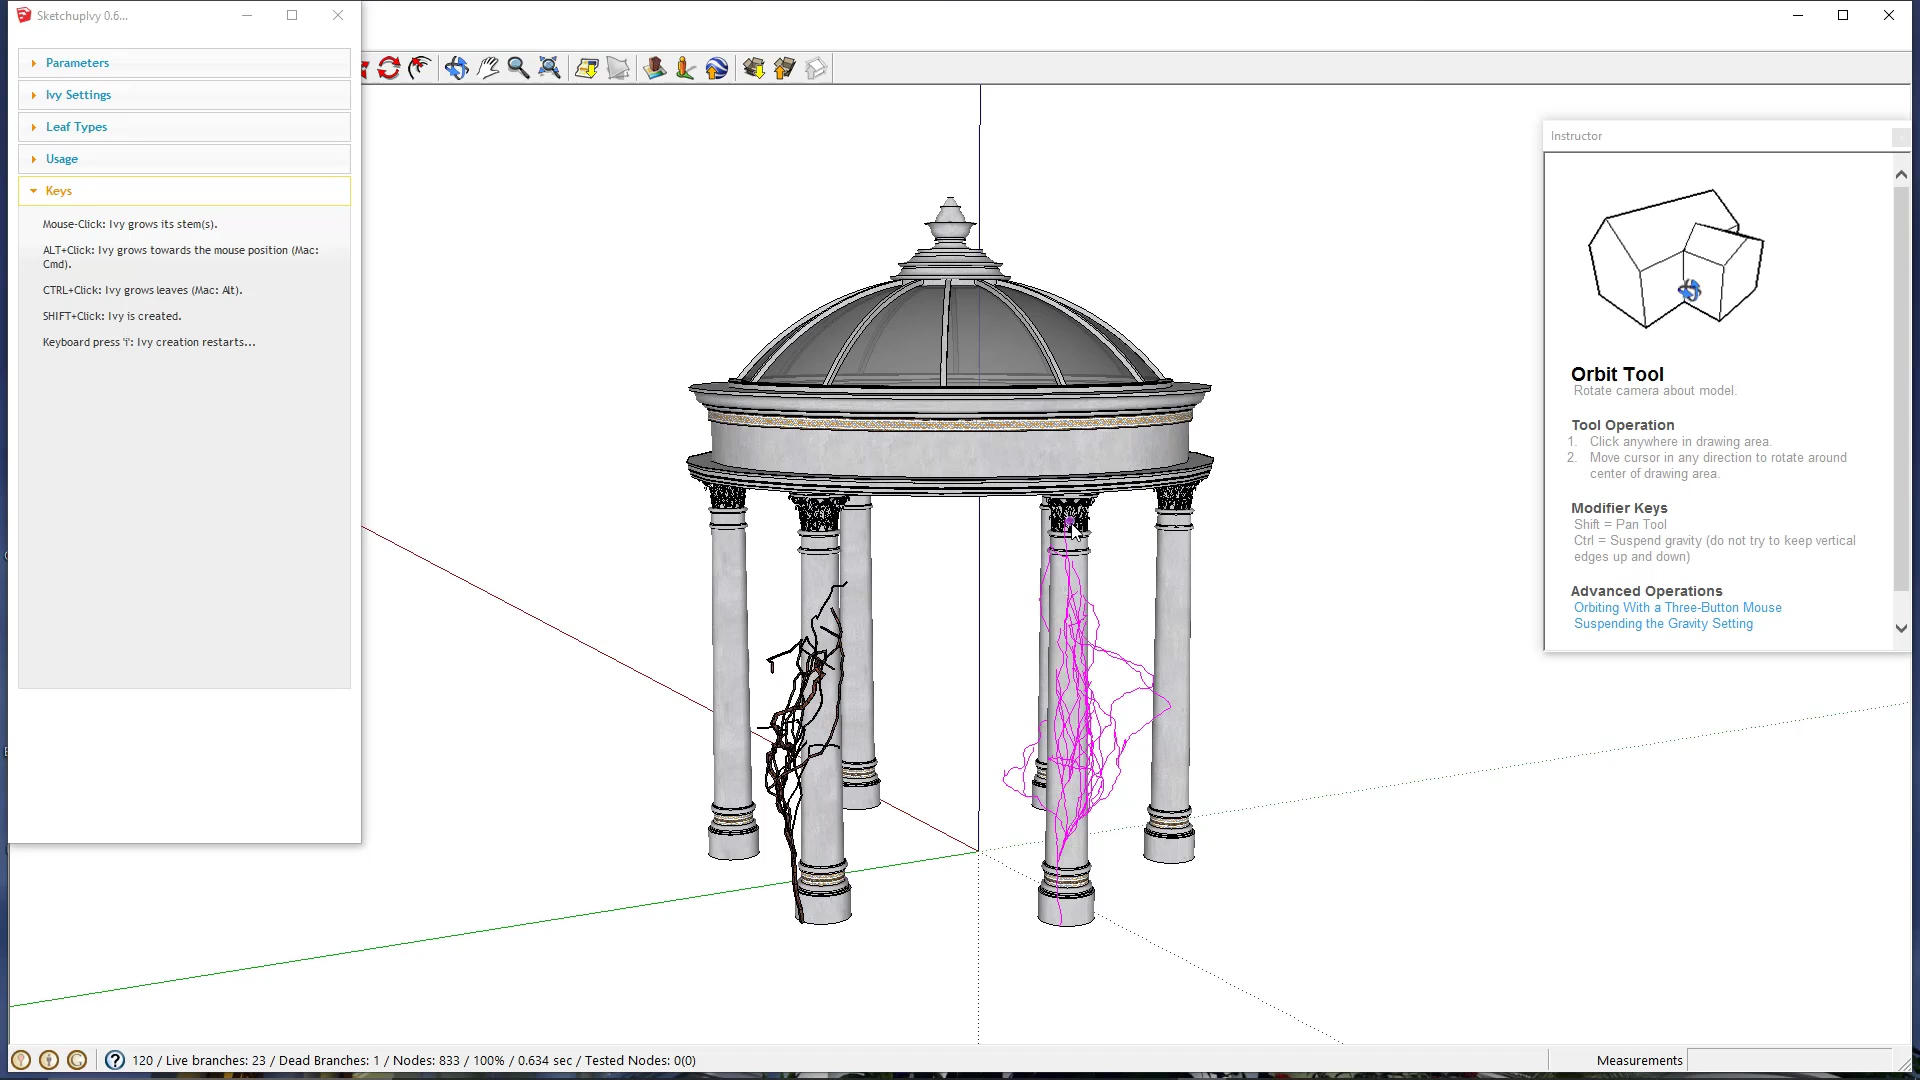 SketchupIvy 0.6...
Parameters
Ivy Settings
Leaf Types
Usage
Keys
Mouse-Click: Ivy grows its stem(s).
ALT+Click: Ivy grows towards the mouse position (Mac:
Cmd).
CTRL+Click: Ivy grows leaves (Mac: Alt).
SHIFT+Click: Ivy is created.
Keyboard press 'i': Ivy creation restarts...
Instructor
Orbit Tool
Rotate camera about model.
Tool Operation
1. Click anywhere in drawing area.
2. Move cursor in any direction to rotate around
center of drawing area.
Modifier Keys
Shift = Pan Tool
Ctrl = Suspend gravity (do not try to keep vertical
edges up and down)
Advanced Operations
Orbiting With a Three-Button Mouse
Suspending the Gravity Setting
120 / Live branches: 23 / Dead Branches: 1 / Nodes: 833 / 100% / 0.634 sec / Tested Nodes: 0(0)
Measurements